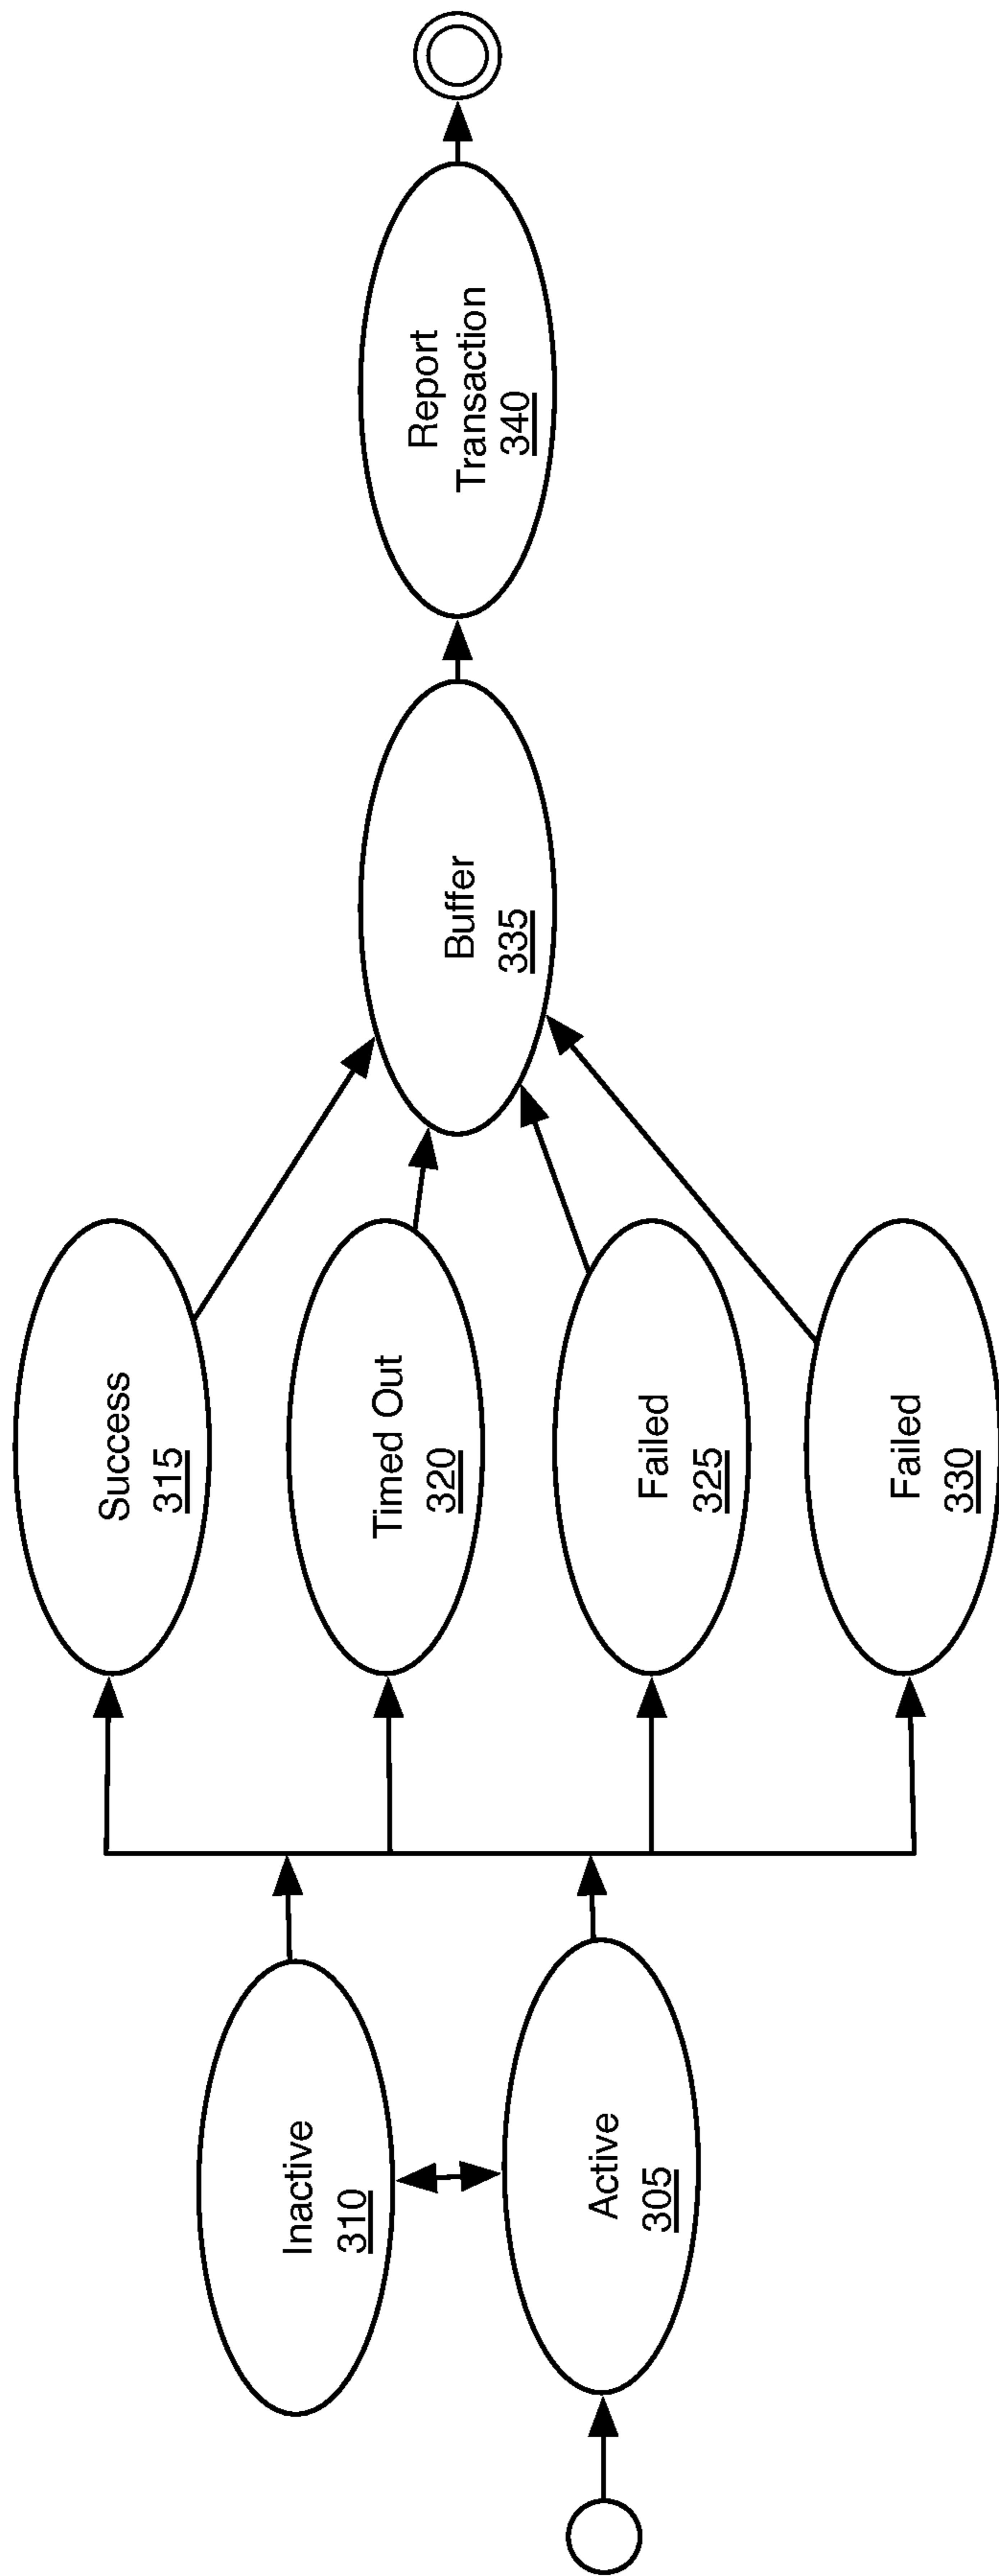 Inactive
310
Active
305
Success
315
Timed Out
320
Failed
325
Failed
330
Buffer
335
Report
Transaction
340